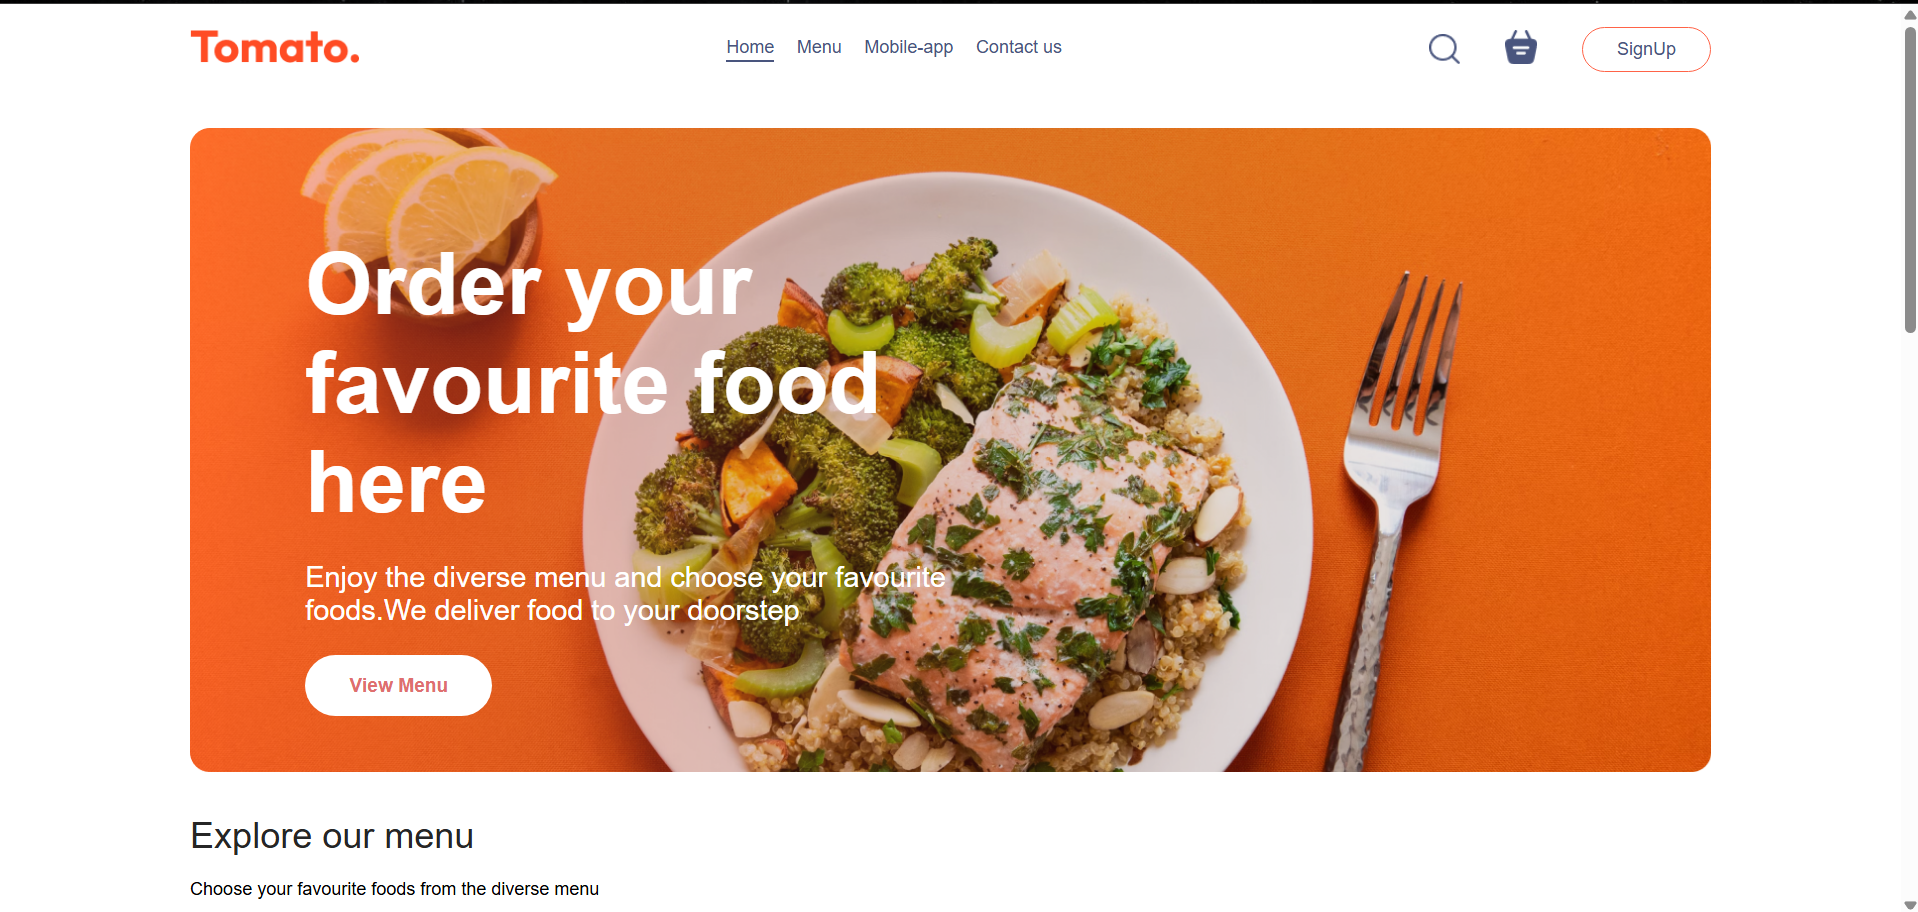 Tomato.
Home Menu Mobile-app Contact us
SignUp
Order your
favourite food
here
Enjoy the diverse menu and choose your favourite
foods.We deliver food to your doorstep
View Menu
Explore our menu
Choose your favourite foods from the diverse menu